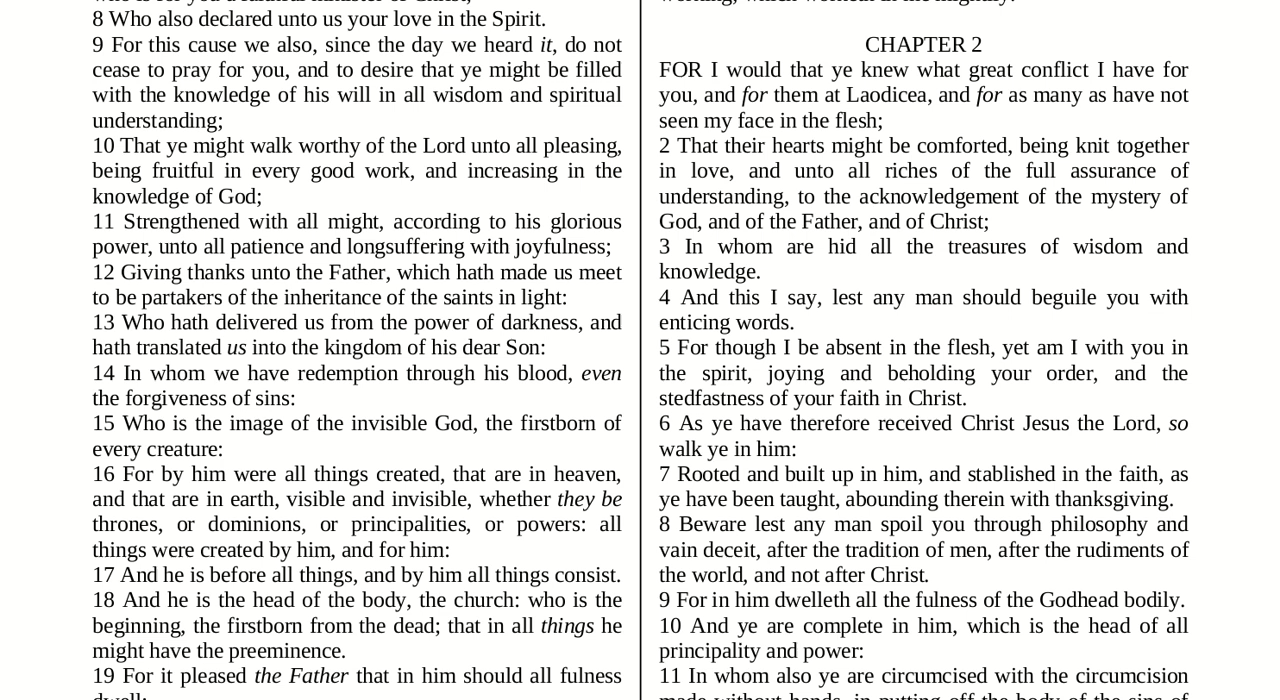 8 Who also declared unto us your love in the Spirit.
9 For this cause we also, since the day we heard it, do not
cease to pray for you, and to desire that ye might be filled
with the knowledge of his will in all wisdom and spiritual
understanding;
10 That ye might walk worthy of the Lord unto all pleasing,
being fruitful in every good work, and increasing in the
knowledge of God;
11 Strengthened with all might, according to his glorious
power, unto all patience and longsuffering with joyfulness;
12 Giving thanks unto the Father, which hath made us meet
to be partakers of the inheritance of the saints in light:
13 Who hath delivered us from the power of darkness, and
hath translated us into the kingdom of his dear Son:
14 In whom we have redemption through his blood, even
the forgiveness of sins:
15 Who is the image of the invisible God, the firstborn of
every creature:
16 For by him were all things created, that are in heaven,
and that are in earth, visible and invisible, whether they be
thrones, or dominions, or principalities, or powers: all
things were created by him, and for him:
17 And he is before all things, and by him all things consist.
18 And he is the head of the body, the church: who is the
beginning, the firstborn from the dead; that in all things he
might have the preeminence.
19 For it pleased the Father that in him should all fulness
CHAPTER 2
FOR I would that ye knew what great conflict I have for
you, and for them at Laodicea, and for as many as have not
seen my face in the flesh;
2 That their hearts might be comforted, being knit together
in love, and unto all riches of the full assurance of
understanding, to the acknowledgement of the mystery of
God, and of the Father, and of Christ;
3 In whom are hid all the treasures of wisdom and
knowledge.
4 And this I say, lest any man should beguile you with
enticing words.
5 For though I be absent in the flesh, yet am I with you in
the spirit, joying and beholding your order, and the
stedfastness of your faith in Christ.
6 As ye have therefore received Christ Jesus the Lord, so
walk ye in him:
7 Rooted and built up in him, and stablished in the faith, as
ye have been taught, abounding therein with thanksgiving.
8 Beware lest any man spoil you through philosophy and
vain deceit, after the tradition of men, after the rudiments of
the world, and not after Christ.
9 For in him dwelleth all the fulness of the Godhead bodily.
10 And ye are complete in him, which is the head of all
principality and power:
11 In whom also ye are circumcised with the circumcision
made without hands, in putting off the body of the sins of